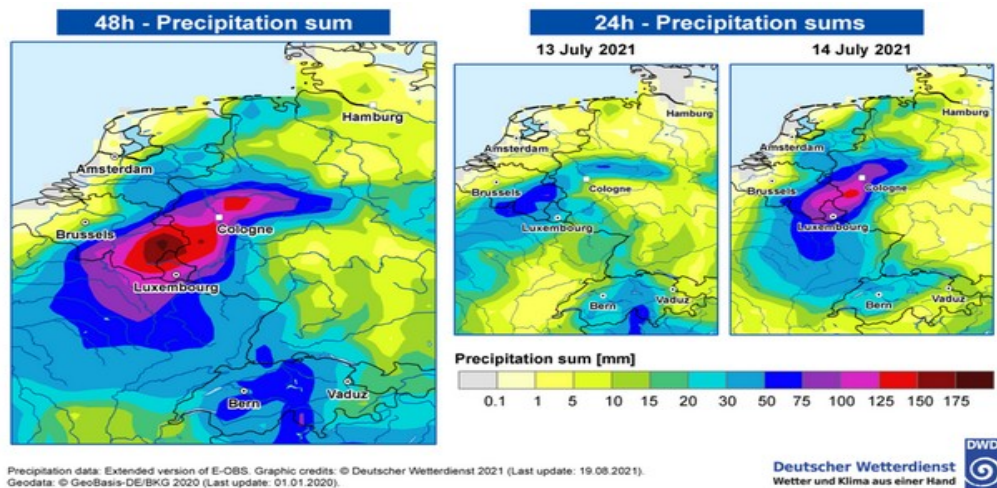 48h - Precipitation sum
Hamburg
Amsterdam
Brussels
Cologne
Luxembourg
Bern
Vaduz
24h - Precipitation sums
13 July 2021
Hamburg
Amsterdam
Brussels
Cologne
Luxembourg
Bern
Vaduz
14 July 2021
Hamburg
Amsterdam
Brussels
Cologne
Luxembourg
Bern
Vaduz
Precipitation sum [mm]
0.1 1 5 10 15 20 30 50 75 100 125 150 175
Precipitation data: Extended version of E-OBS. Graphic credits: © Deutscher Wetterdienst 2021 (Last update: 19.08.2021).
Geodata: © GeoBasis-DE/BKG 2020 (Last update: 01.01.2020).
DWD
Deutscher Wetterdienst
Wetter und Klima aus einer Hand